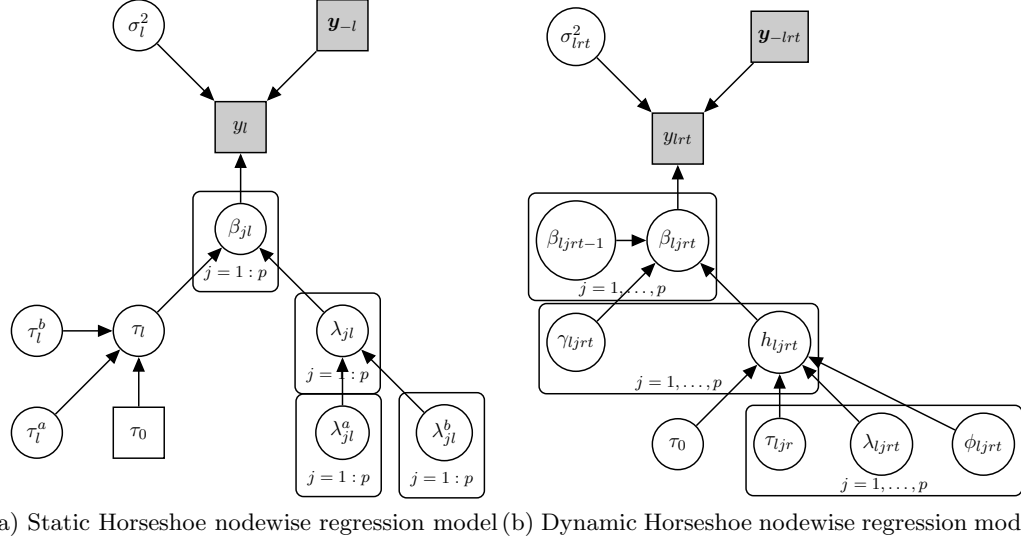 σ_l^2 𝒚_{−l}
y_l
β_{jl}
j = 1 : p
τ_l^b τ_l λ_{jl}
j = 1 : p
τ_l^a τ_0 λ_{jl}^a λ_{jl}^b
j = 1 : p j = 1 : p
a) Static Horseshoe nodewise regression model
σ_{lrt}^2 𝒚_{−lrt}
y_{lrt}
β_{ljrt−1} β_{ljrt}
j = 1, . . . , p
γ_{ljrt} h_{ljrt}
j = 1, . . . , p
τ_0 τ_{ljr} λ_{ljrt} ϕ_{ljrt}
j = 1, . . . , p
(b) Dynamic Horseshoe nodewise regression mod